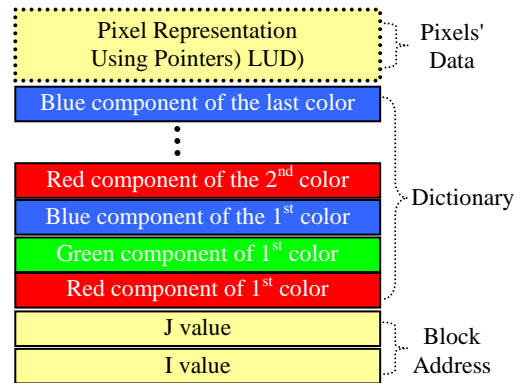 Pixel Representation
Using Pointers) LUD)
Pixels'
Data
Blue component of the last color
Red component of the 2nd color
Blue component of the 1st color
Green component of 1st color
Red component of 1st color
Dictionary
J value
I value
Block
Address